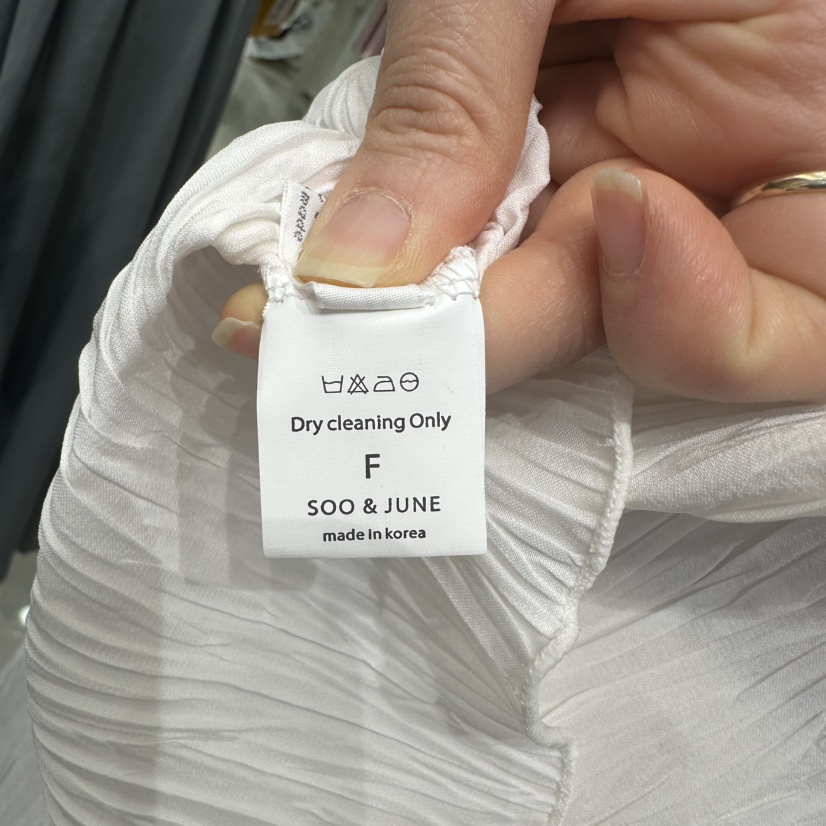 Dry cleaning Only
F
SOO & JUNE
made in korea